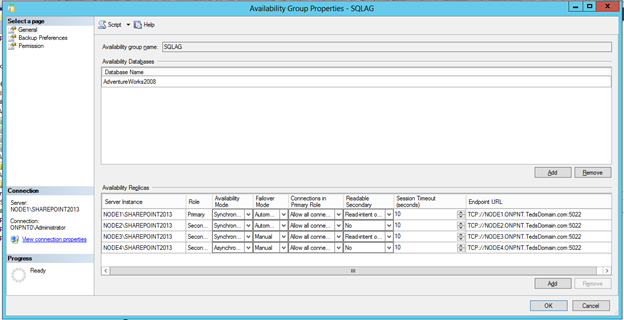 Availability Group Properties - SQLAG
Select a page
General
Backup Preferences
Permission
Script
Help
Availability group name: SQLAG
Availability Databases
Database Name
AdventureWorks2008
Add Remove
Availability Replicas
Server Instance Role Availability Mode Failover Mode Connections in Primary Role Readable Secondary Session Timeout (seconds) Endpoint URL
NODE1\SHAREPOINT2013 Primary Synchron... Autom... Allow all conne... Read-intent o... 10 TCP://NODE1.ONPNT.TedsDomain.com:5022
NODE2\SHAREPOINT2013 Secon... Synchron... Autom... Allow all conne... No 10 TCP://NODE2.ONPNT.TedsDomain.com:5022
NODE3\SHAREPOINT2013 Secon... Synchron... Manual Allow all conne... Read-intent o... 10 TCP://NODE3.ONPNT.TedsDomain.com:5022
NODE4\SHAREPOINT2013 Secon... Asynchro... Manual Allow all conne... No 10 TCP://NODE4.ONPNT.TedsDomain.com:5022
Add Remove
Connection
Server:
NODE1\SHAREPOINT2013
Connection:
ONPNTD\Administrator
View connection properties
Progress
Ready
OK Cancel